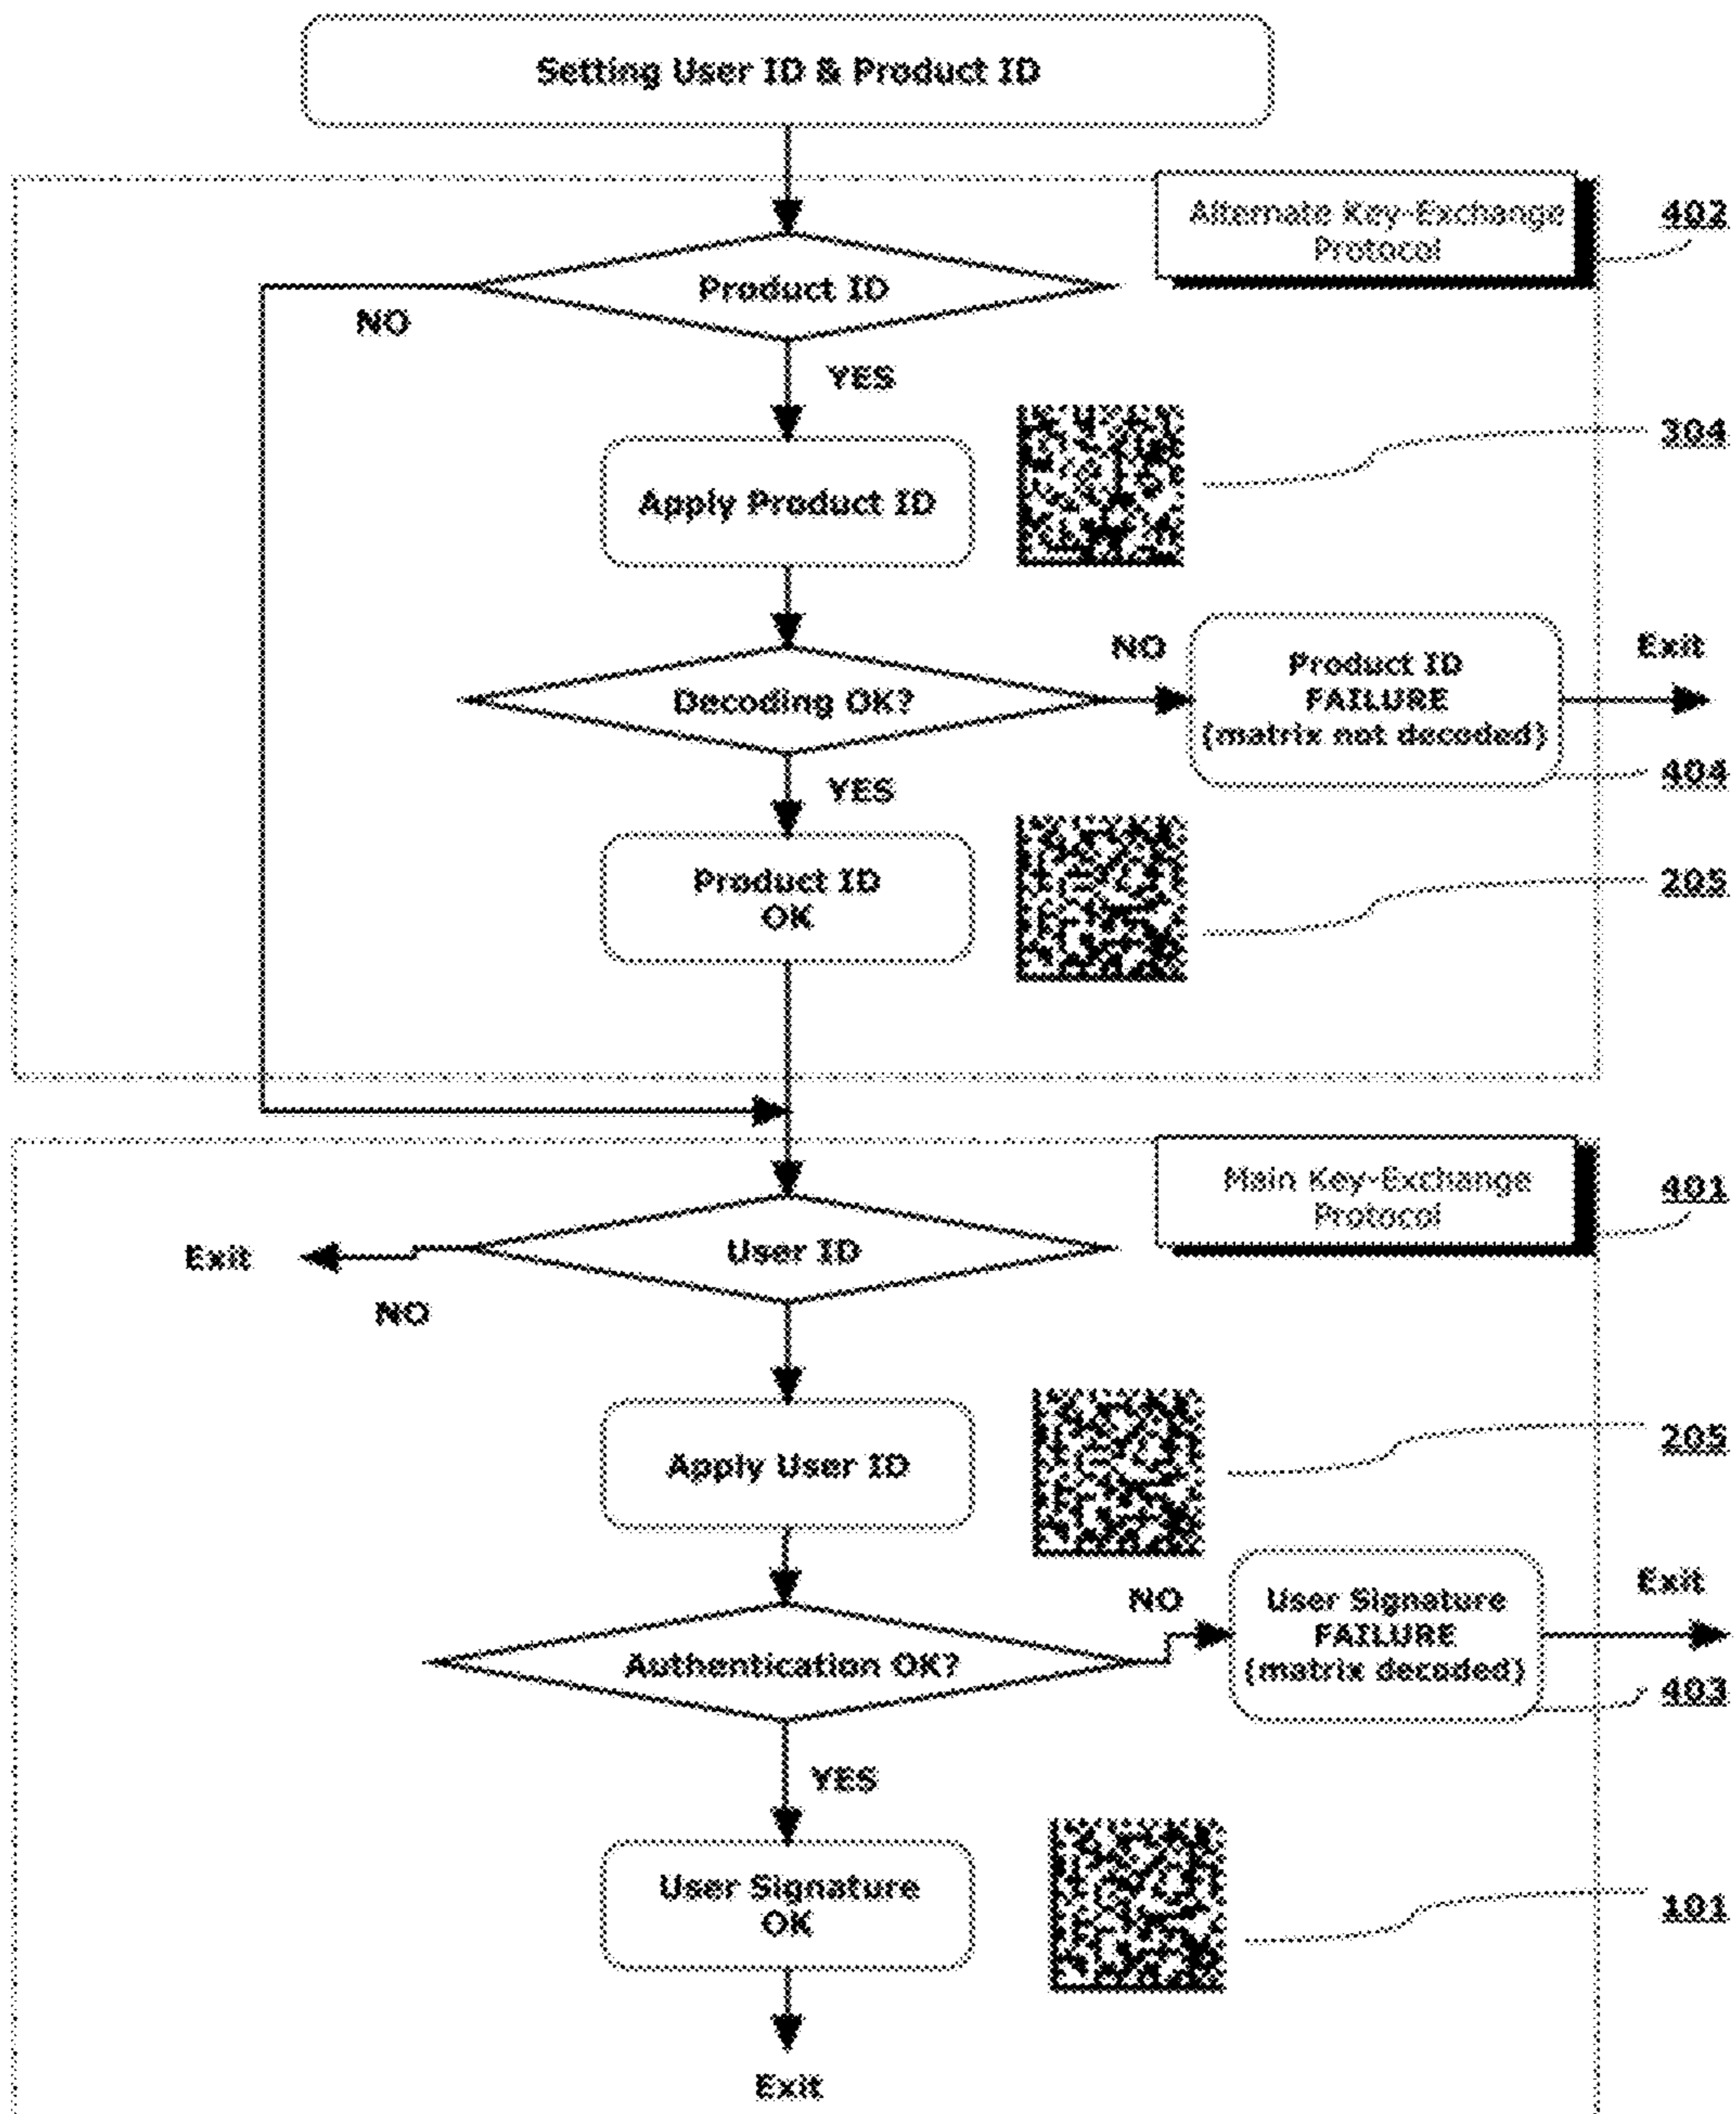 Setting User ID & Product ID
Alternate Key-Exchange
Protocol
402
Product ID
NO
YES
304
Apply Product ID
Decoding OK?
NO
Product ID
FAILURE
(matrix not decoded)
Exit
404
YES
Product ID
OK
205
Main Key-Exchange
Protocol
401
User ID
Exit
NO
205
Apply User ID
Authentication OK?
NO
User Signature
FAILURE
(matrix decoded)
Exit
403
YES
User Signature
OK
101
Exit